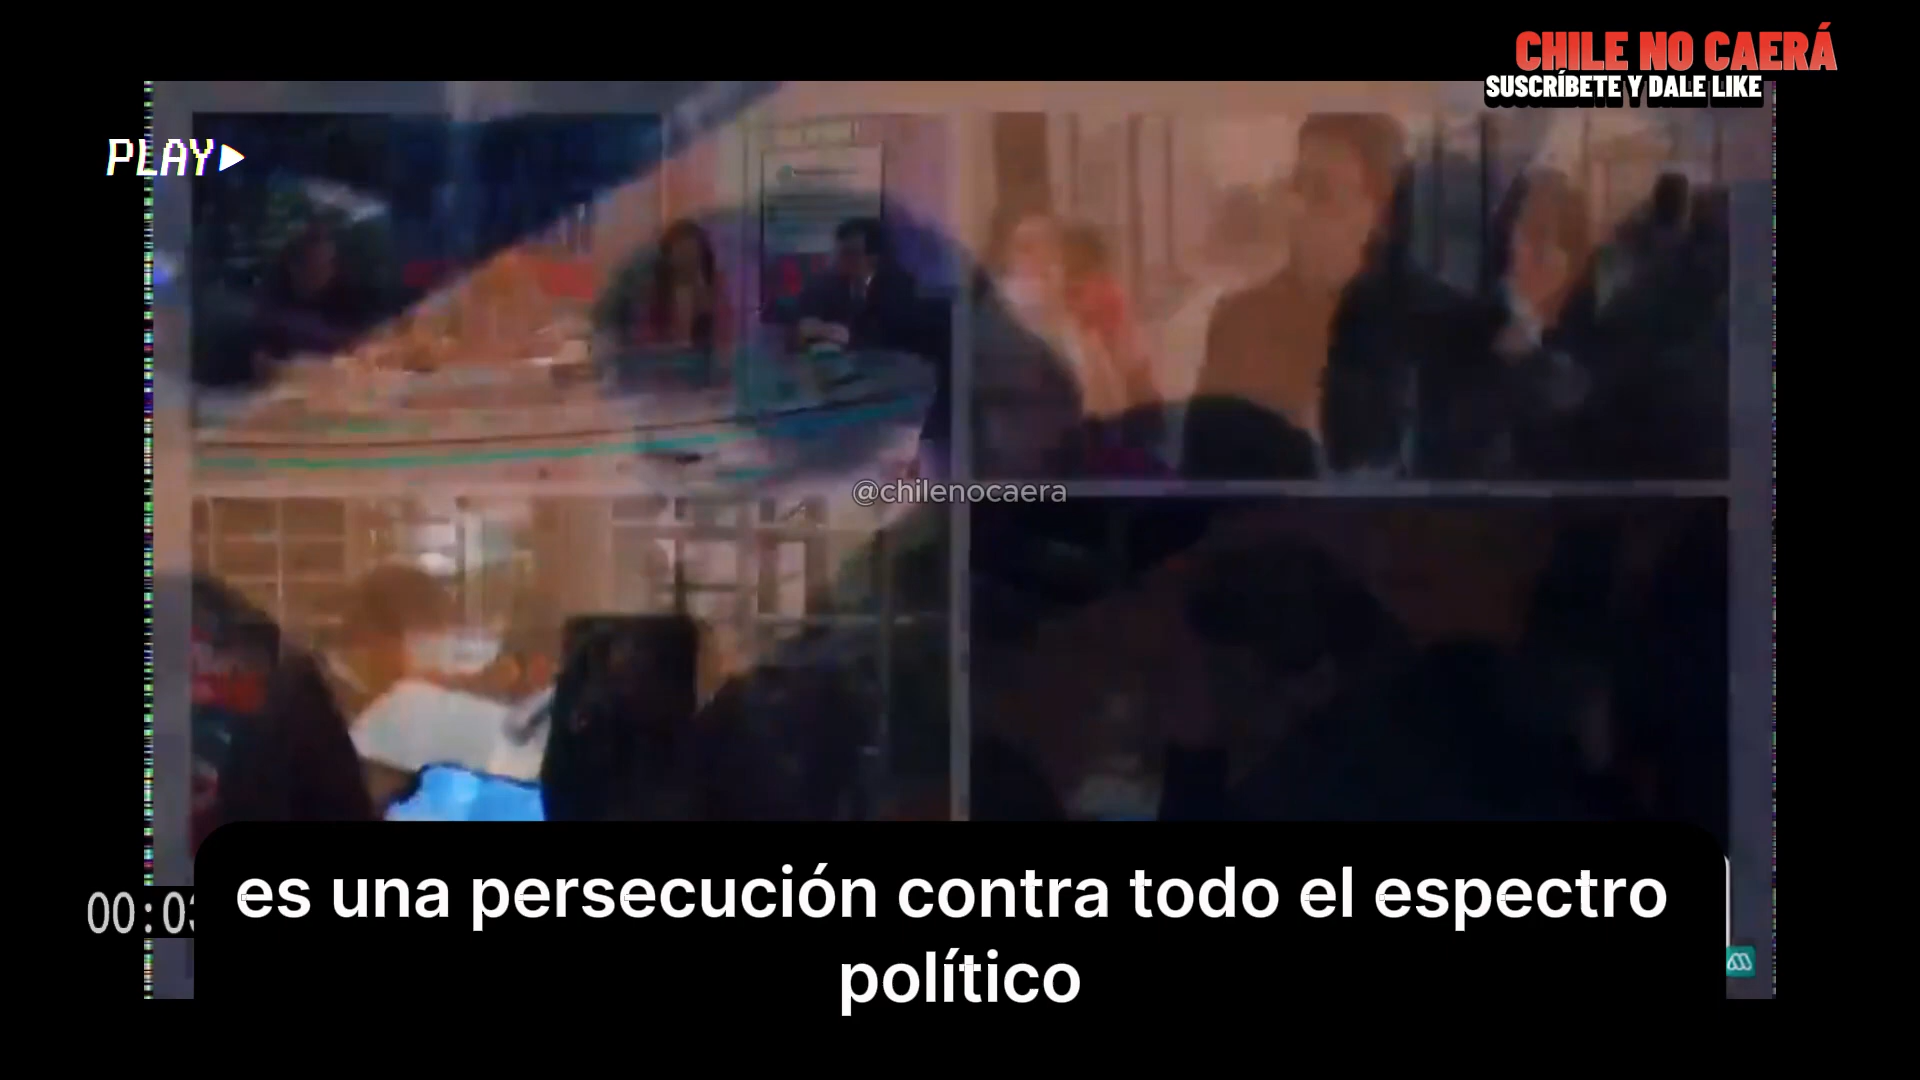 CHILE NO CAERÁ
SUSCRÍBETE Y DALE LIKE
PLAY
@chilenocaera
es una persecución contra todo el espectro
00:03
político